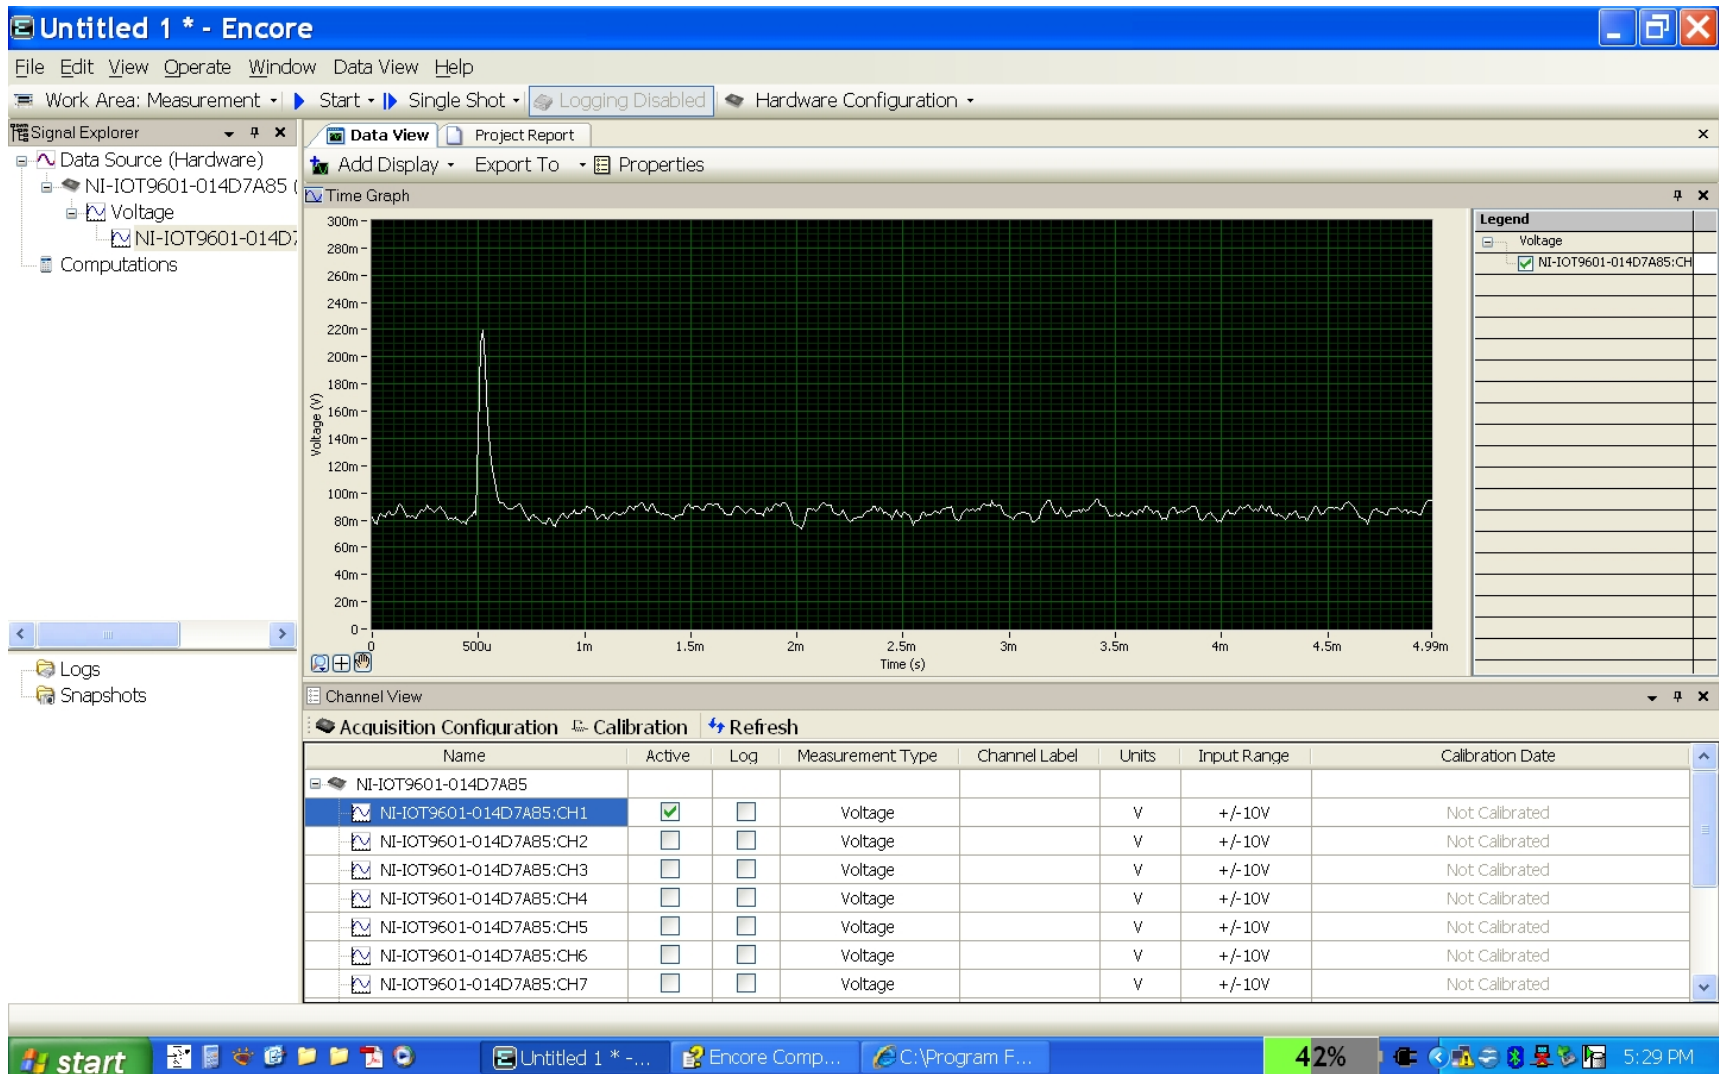 Untitled 1 * - Encore
File Edit View Operate Window Data View Help
Work Area: Measurement Start Single Shot Logging Disabled Hardware Configuration
Signal Explorer
Data Source (Hardware)
NI-IOT9601-014D7A85 (
Voltage
NI-IOT9601-014D7
Computations
Logs
Snapshots
Data View Project Report
Add Display Export To Properties
Time Graph
300m
280m
260m
240m
220m
200m
180m
160m
140m
120m
100m
80m
60m
40m
20m
0
Voltage (V)
0 500u 1m 1.5m 2m 2.5m 3m 3.5m 4m 4.5m 4.99m
Time (s)
Legend
Voltage
NI-IOT9601-014D7A85:CH
Channel View
Acquisition Configuration Calibration Refresh
Name Active Log Measurement Type Channel Label Units Input Range Calibration Date
NI-IOT9601-014D7A85
NI-IOT9601-014D7A85:CH1 Voltage V +/-10V Not Calibrated
NI-IOT9601-014D7A85:CH2 Voltage V +/-10V Not Calibrated
NI-IOT9601-014D7A85:CH3 Voltage V +/-10V Not Calibrated
NI-IOT9601-014D7A85:CH4 Voltage V +/-10V Not Calibrated
NI-IOT9601-014D7A85:CH5 Voltage V +/-10V Not Calibrated
NI-IOT9601-014D7A85:CH6 Voltage V +/-10V Not Calibrated
NI-IOT9601-014D7A85:CH7 Voltage V +/-10V Not Calibrated
start Untitled 1 * -... Encore Comp... C:\Program F... 42% 5:29 PM